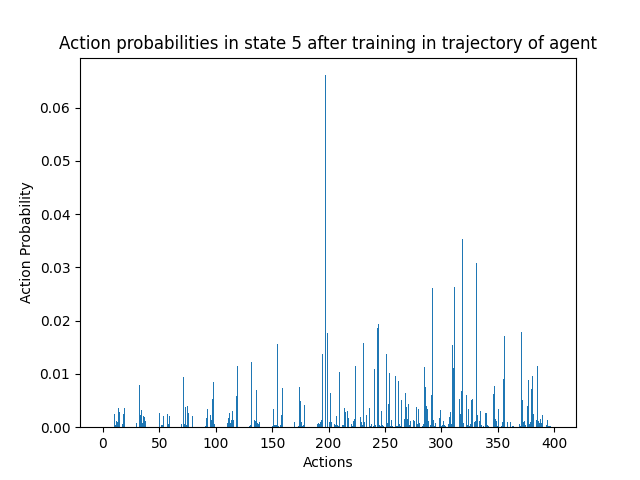 Action probabilities in state 5 after training in trajectory of agent
0.06
0.05
0.04
0.03
0.02
0.01
0.00
Action Probability
0 50 100 150 200 250 300 350 400
Actions